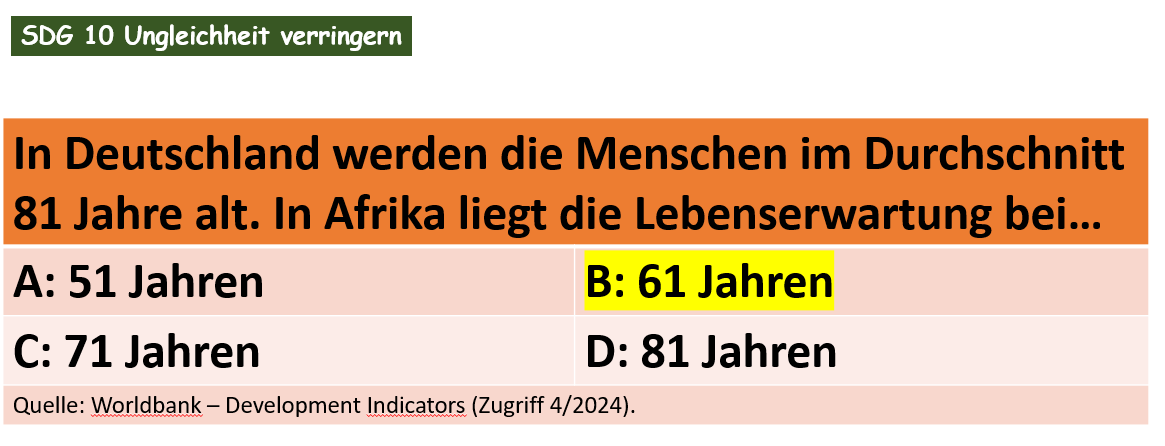 SDG 10 Ungleichheit verringern
In Deutschland werden die Menschen im Durchschnitt
81 Jahre alt. In Afrika liegt die Lebenserwartung bei…
A: 51 Jahren
B: 61 Jahren
C: 71 Jahren
D: 81 Jahren
Quelle: Worldbank – Development Indicators (Zugriff 4/2024).